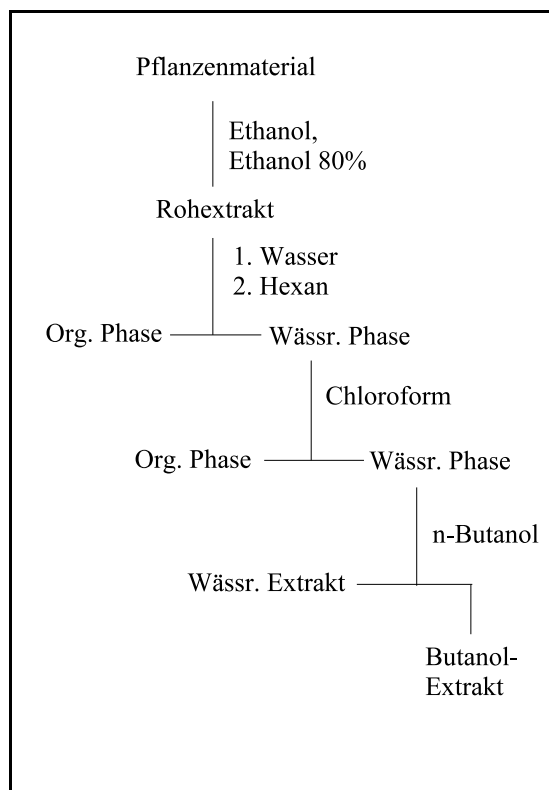 Pflanzenmaterial
Ethanol,
Ethanol 80%
Rohextrakt
1. Wasser
2. Hexan
Org. Phase
Wässr. Phase
Chloroform
Org. Phase
Wässr. Phase
n-Butanol
Wässr. Extrakt
Butanol-
Extrakt